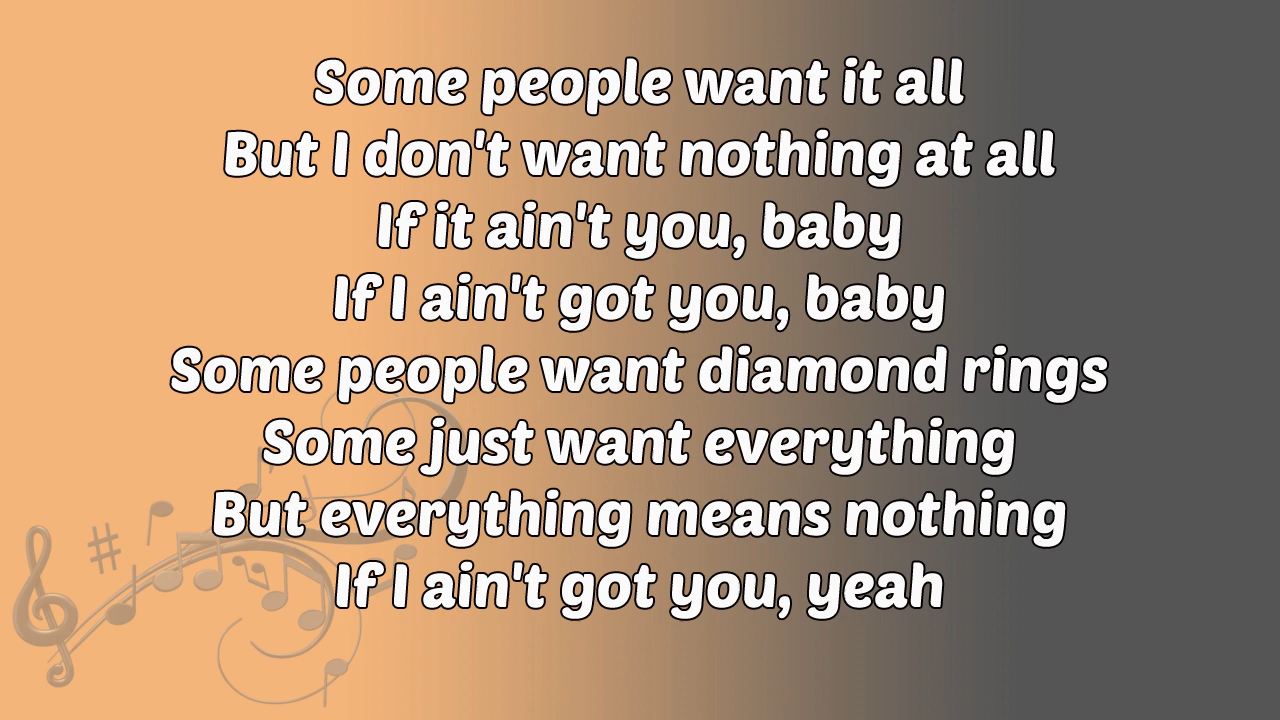 Some people want it all
But I don't want nothing at all
If it ain't you, baby
If I ain't got you, baby
Some people want diamond rings
Some just want everything
But everything means nothing
If I ain't got you, yeah